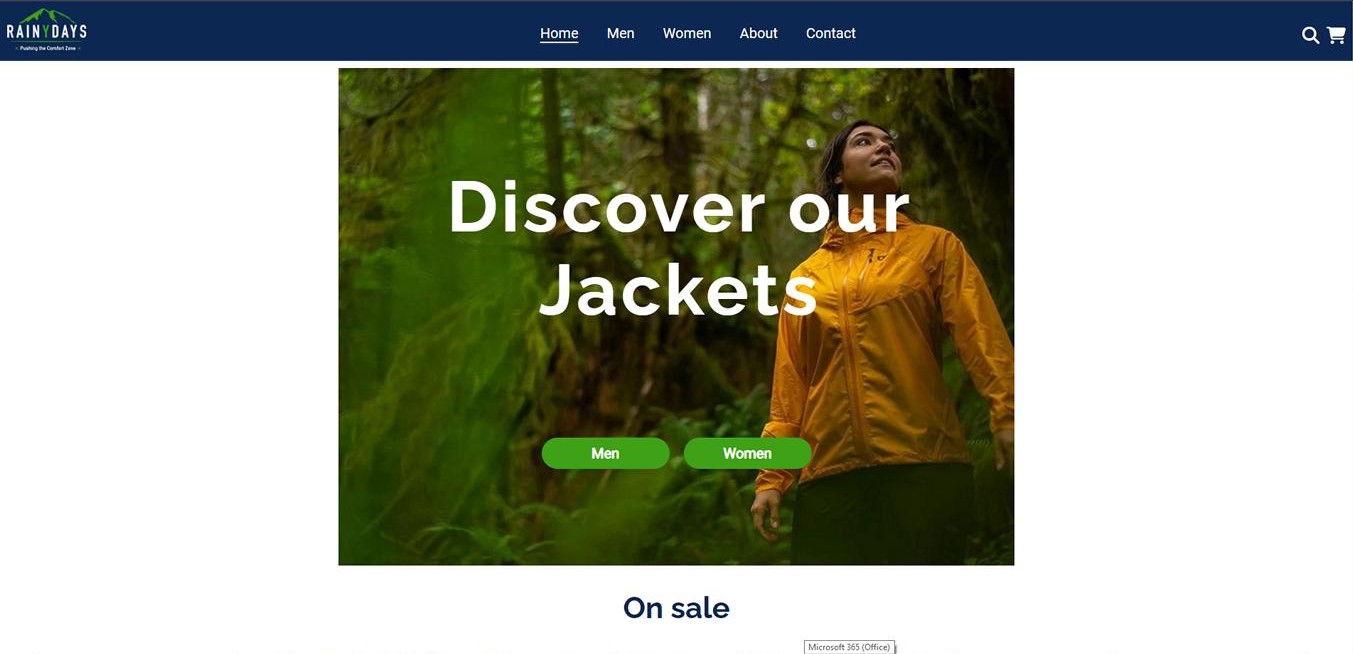 RAINYDAYS
Pushing the Comfort Zone
Home Men Women About Contact
Discover our
Jackets
Men Women
On sale
Microsoft 365 (Office)